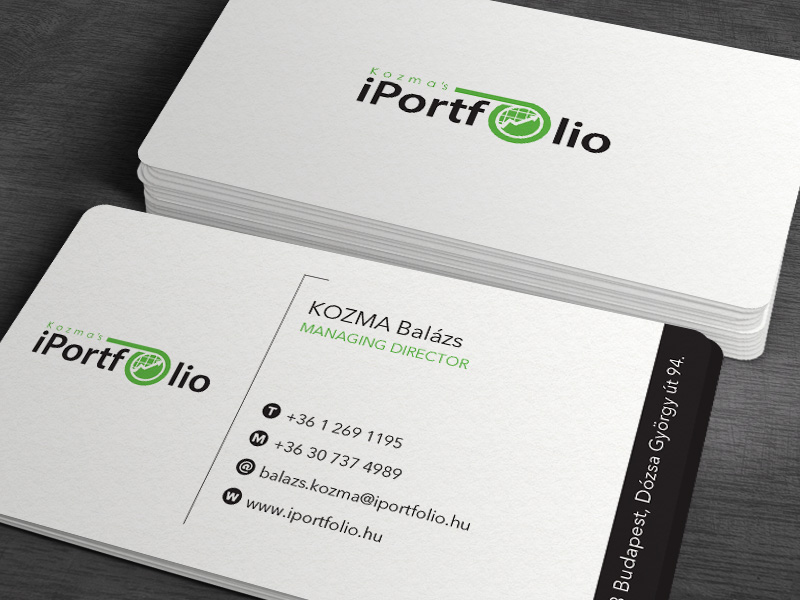 Kozma's
iPortfolio
Kozma's
iPortfolio
KOZMA Balázs
MANAGING DIRECTOR
T +36 1 269 1195
M +36 30 737 4989
@ balazs.kozma@iportfolio.hu
W www.iportfolio.hu
Budapest, Dózsa György út 94.